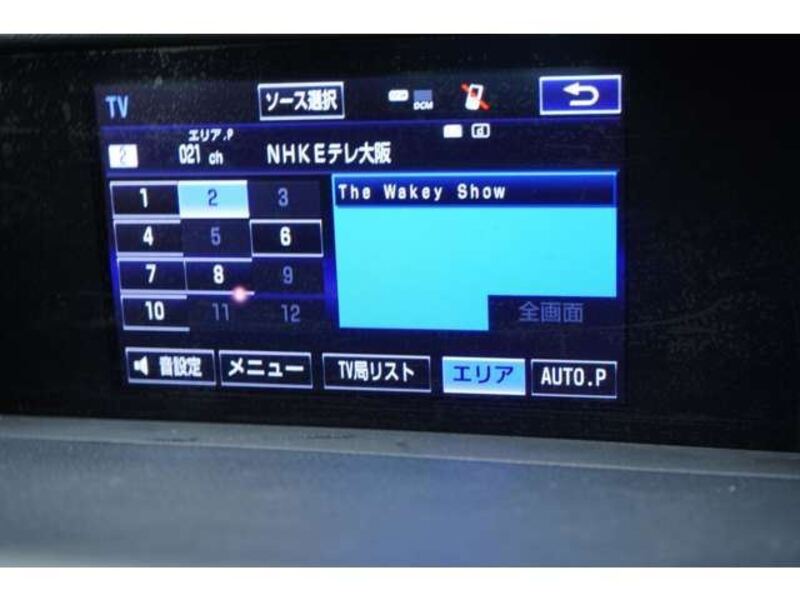 TV
ソース選択
DCM
エリア.P
2 021 ch NHKEテレ大阪
d
The Wakey Show
1 2 3
4 5 6
7 8 9
10 11 12
全画面
音設定 メニュー TV局リスト エリア AUTO.P